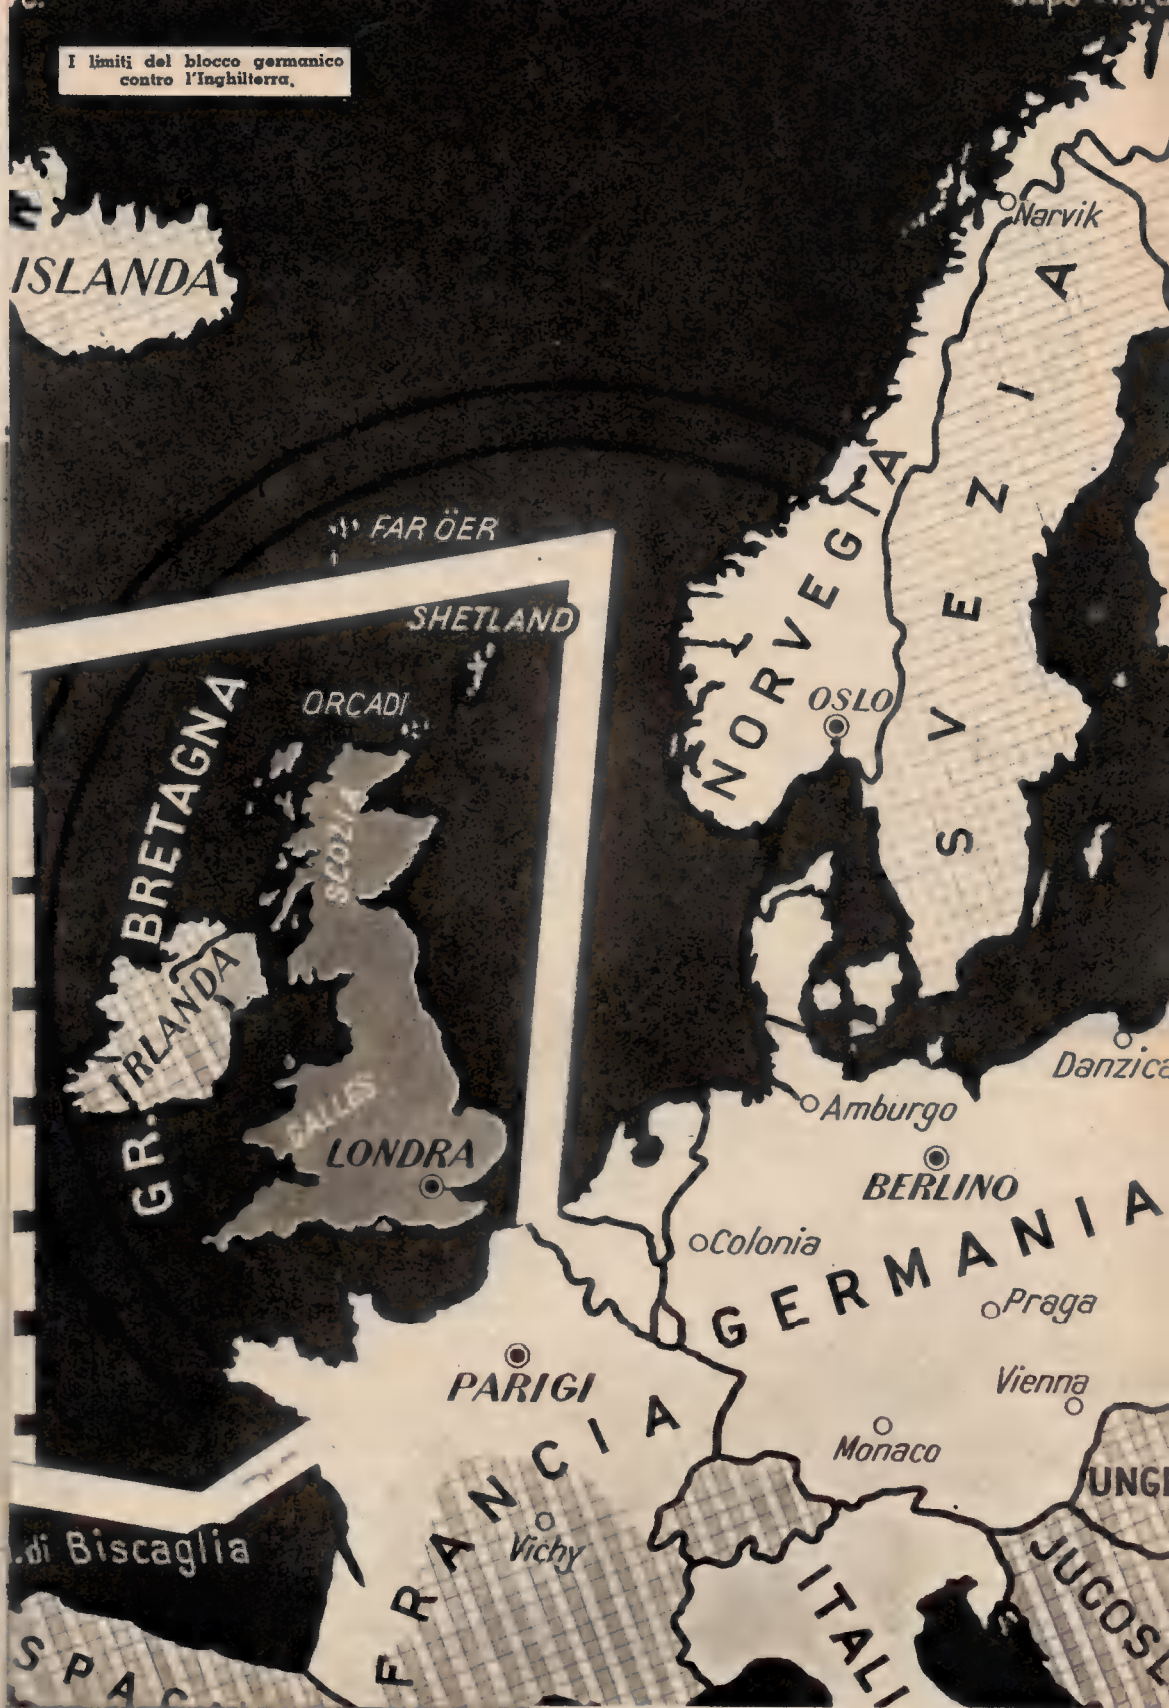 I limiti del blocco germanico
contro l'Inghilterra.
Narvik
ISLANDA
SVEZIA
NORVEGIA
FAR ÖER
SHETLAND
ORCADI
OSLO
GR. BRETAGNA
SCOZIA
IRLANDA
GALLES
LONDRA
Danzica
Amburgo
BERLINO
Colonia
GERMANIA
Praga
PARIGI
Vienna
Monaco
FRANCIA
UNGH
Vichy
. di Biscaglia
ITALI
JUGOSL
SPAG